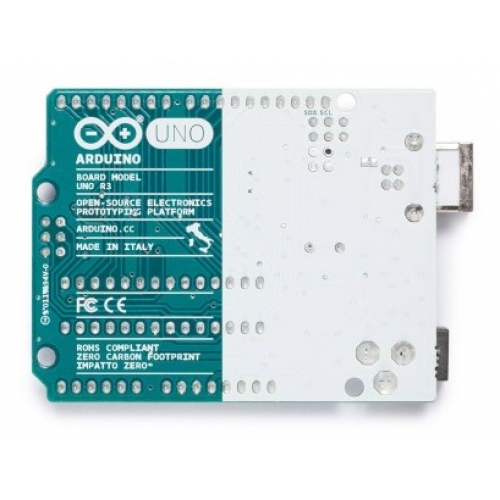 SDA SCL
UNO
ARDUINO
BOARD MODEL
UNO R3
OPEN-SOURCE ELECTRONICS
PROTOTYPING PLATFORM
ARDUINO.CC
MADE IN ITALY
FC CE
ROHS COMPLIANT
ZERO CARBON FOOTPRINT
IMPATTO ZERO®